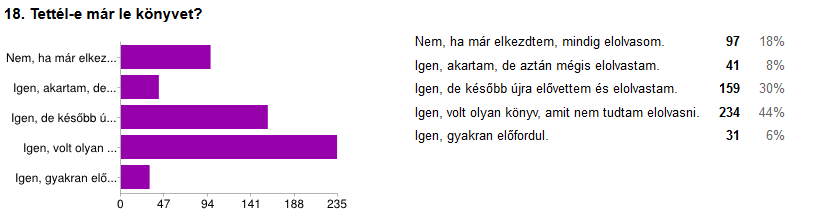 18. Tettél-e már le könyvet?
Nem, ha már elkez...
Igen, akartam, de...
Igen, de később ú...
Igen, volt olyan ...
Igen, gyakran elő...
0 47 94 141 188 235
Nem, ha már elkezdtem, mindig elolvasom. 97 18%
Igen, akartam, de aztán mégis elolvastam. 41 8%
Igen, de később újra elővettem és elolvastam. 159 30%
Igen, volt olyan könyv, amit nem tudtam elolvasni. 234 44%
Igen, gyakran előfordul. 31 6%